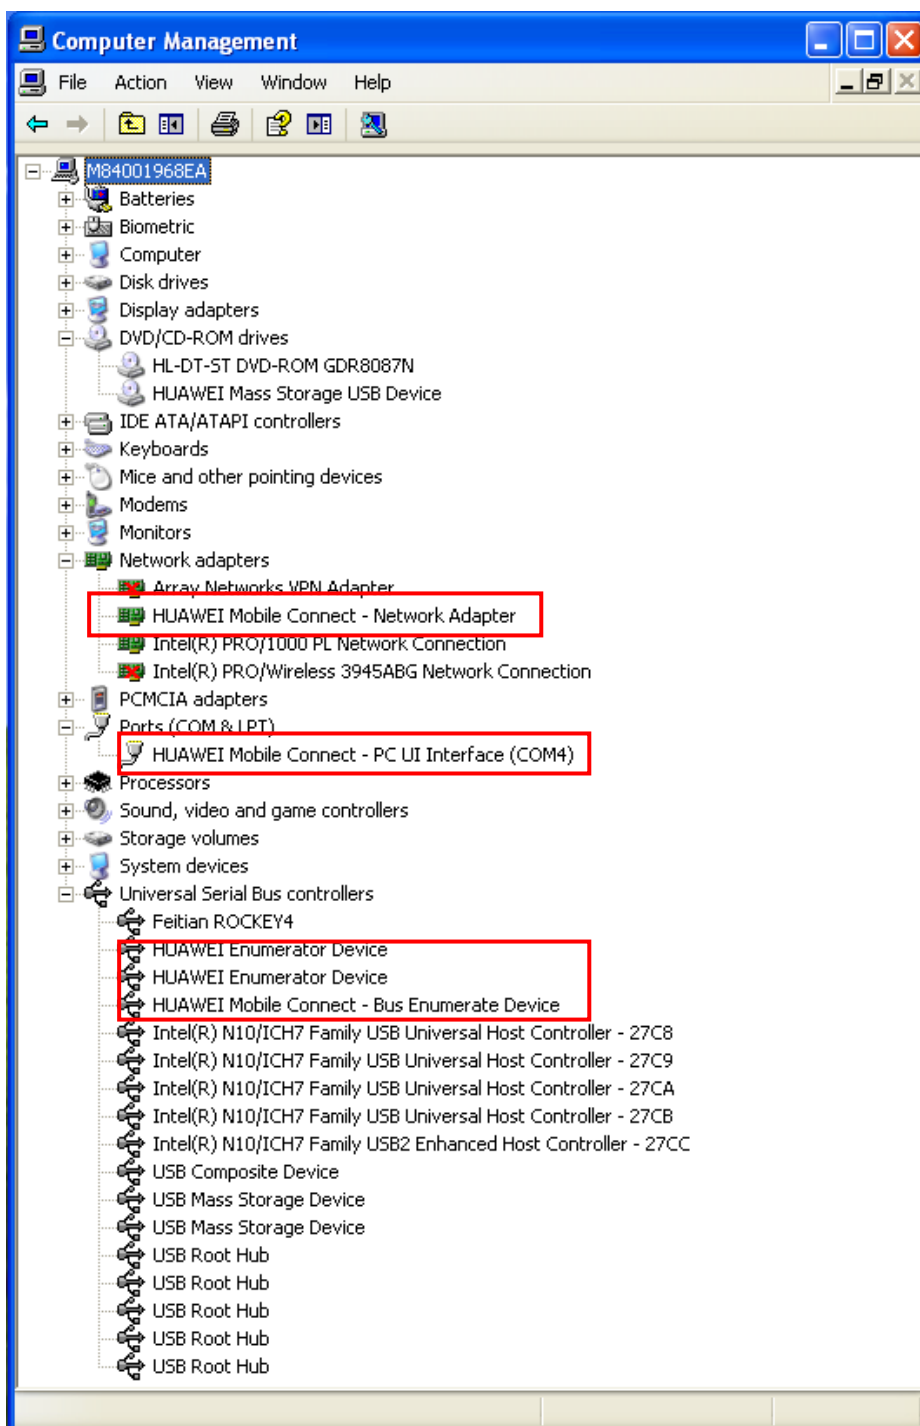 Computer Management
File Action View Window Help
M84001968EA
Batteries
Biometric
Computer
Disk drives
Display adapters
DVD/CD-ROM drives
HL-DT-ST DVD-ROM GDR8087N
HUAWEI Mass Storage USB Device
IDE ATA/ATAPI controllers
Keyboards
Mice and other pointing devices
Modems
Monitors
Network adapters
Array Networks VPN Adapter
HUAWEI Mobile Connect - Network Adapter
Intel(R) PRO/1000 PL Network Connection
Intel(R) PRO/Wireless 3945ABG Network Connection
PCMCIA adapters
Ports (COM & LPT)
HUAWEI Mobile Connect - PC UI Interface (COM4)
Processors
Sound, video and game controllers
Storage volumes
System devices
Universal Serial Bus controllers
Feitian ROCKEY4
HUAWEI Enumerator Device
HUAWEI Enumerator Device
HUAWEI Mobile Connect - Bus Enumerate Device
Intel(R) N10/ICH7 Family USB Universal Host Controller - 27C8
Intel(R) N10/ICH7 Family USB Universal Host Controller - 27C9
Intel(R) N10/ICH7 Family USB Universal Host Controller - 27CA
Intel(R) N10/ICH7 Family USB Universal Host Controller - 27CB
Intel(R) N10/ICH7 Family USB2 Enhanced Host Controller - 27CC
USB Composite Device
USB Mass Storage Device
USB Mass Storage Device
USB Root Hub
USB Root Hub
USB Root Hub
USB Root Hub
USB Root Hub